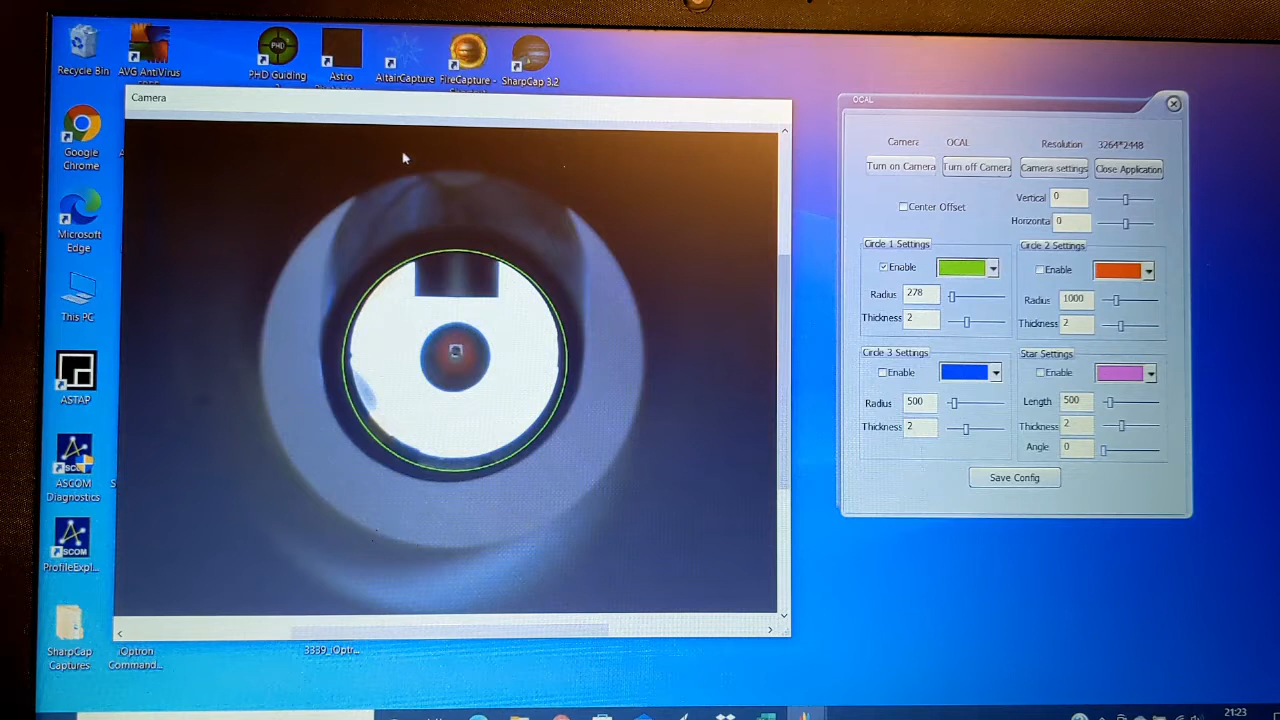 Recycle Bin
AVG AntiVirus
PHD
PHD Guiding
Astro
AltairCapture
FireCapture -
SharpCap 3.2
Google
Chrome
Microsoft
Edge
This PC
ASTAP
ASCOM
ASCOM
Diagnostics
ASCOM
ProfileExpl...
SharpCap
Captures
iOptron
Command...
3339_Optr...
Camera
OCAL
Camera OCAL Resolution 3264*2448
Turn on Camera Turn off Camera Camera settings Close Application
Center Offset
Vertical 0
Horizonta 0
Circle 1 Settings
Enable
Radius 278
Thickness 2
Circle 2 Settings
Enable
Radius 1000
Thickness 2
Circle 3 Settings
Enable
Radius 500
Thickness 2
Star Settings
Enable
Length 500
Thickness 2
Angle 0
Save Config
21:23